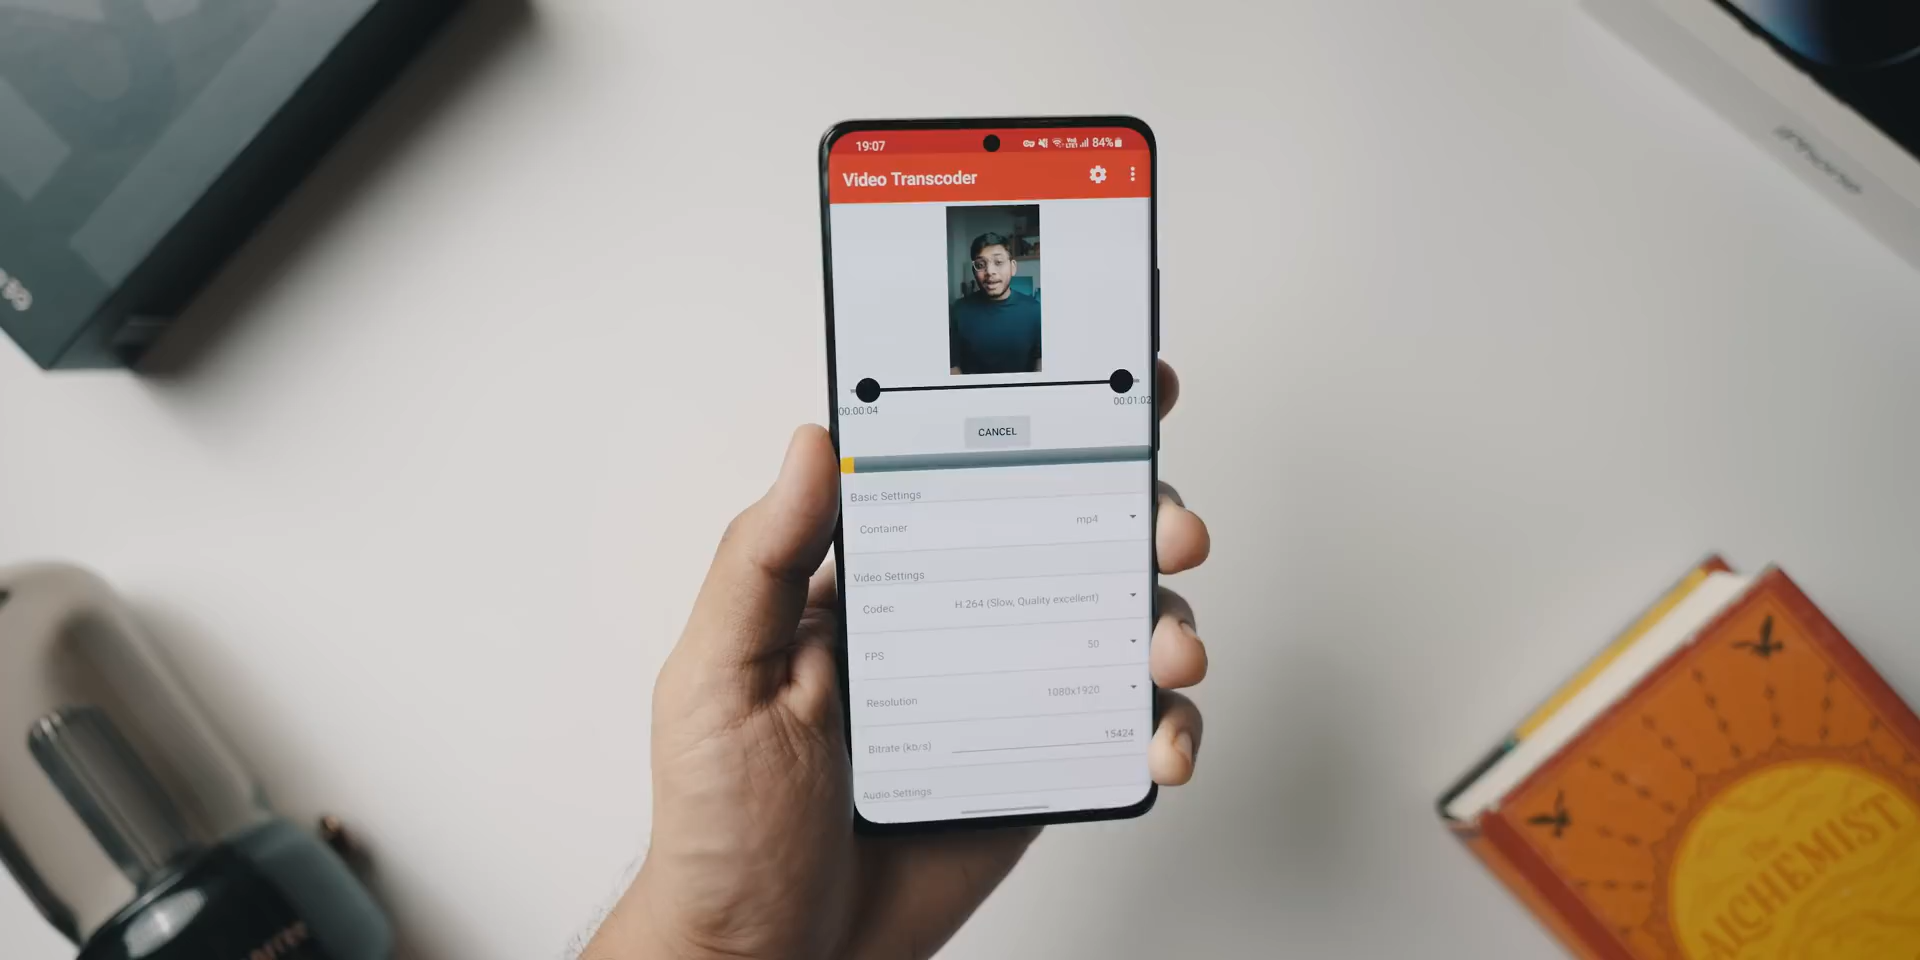 19:07
84%
Video Transcoder
00:00:04
00:01:02
CANCEL
Basic Settings
Container mp4
Video Settings
Codec H.264 (Slow, Quality excellent)
FPS 50
Resolution 1080x1920
Bitrate (kb/s) 15424
Audio Settings
iPhone
The
ALCHEMIST